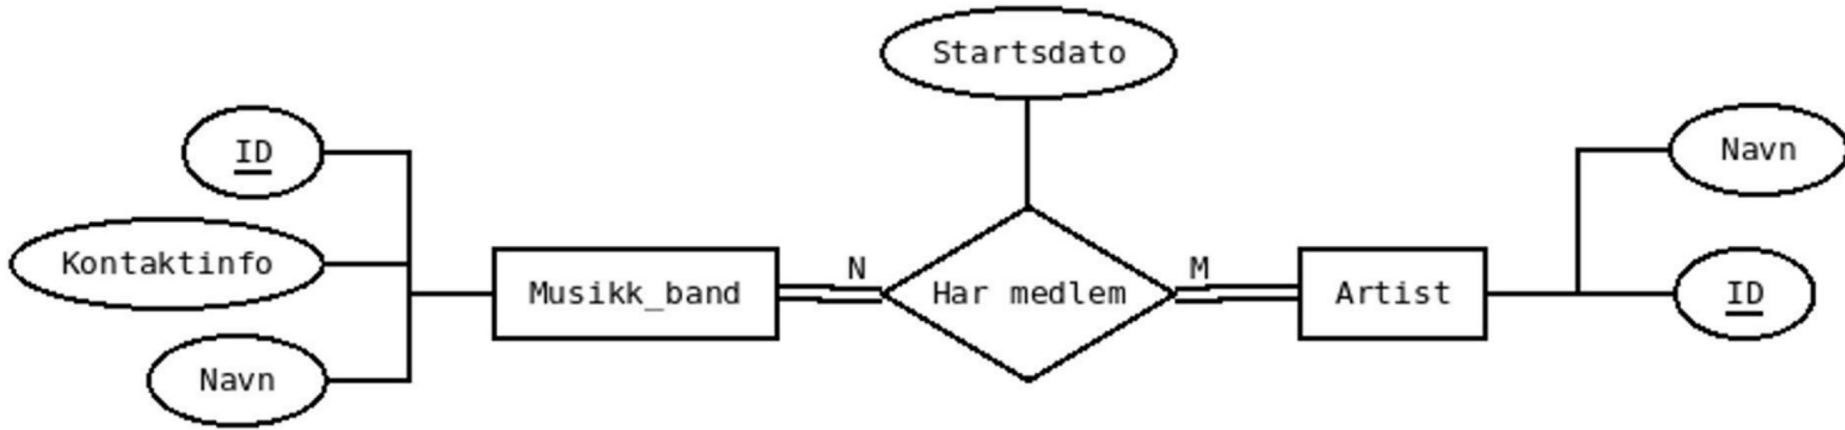 Startsdato
ID
Navn
Kontaktinfo
N
M
Musikk_band
Har medlem
Artist
ID
Navn